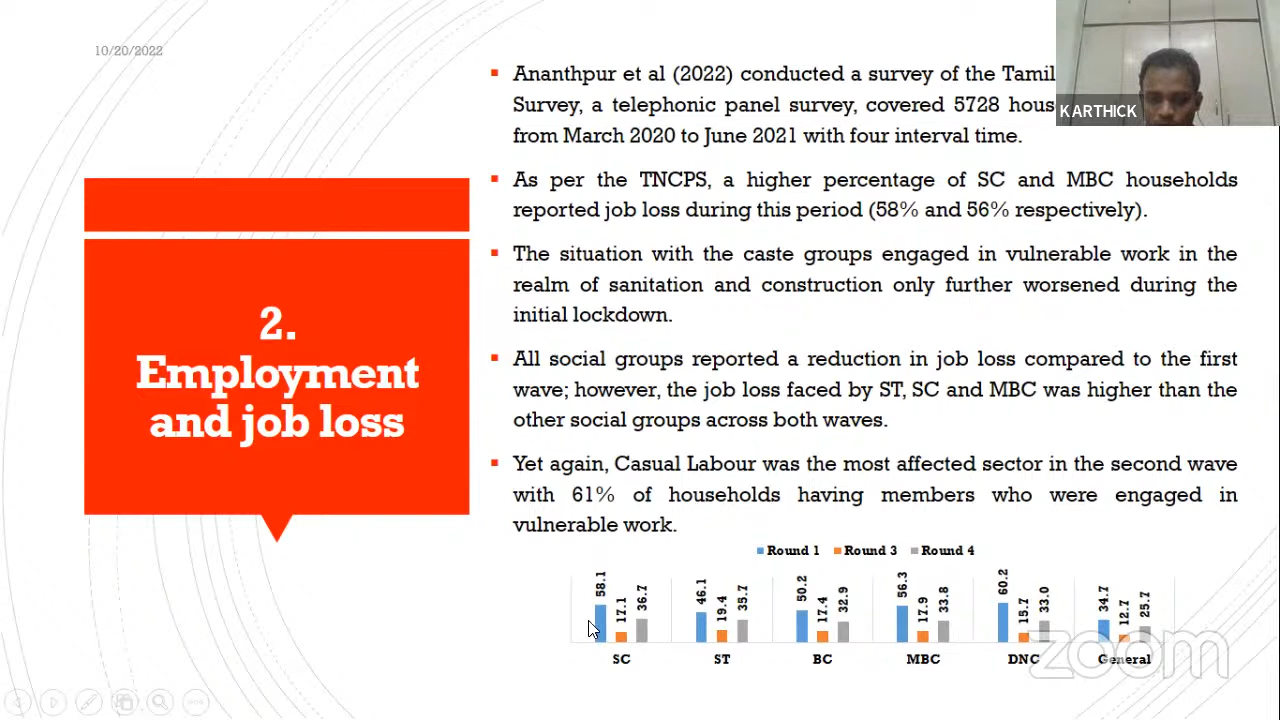 10/20/2022
KARTHICK
2.
Employment
and job loss
Ananthpur et al (2022) conducted a survey of the Tamil
Survey, a telephonic panel survey, covered 5728
from March 2020 to June 2021 with four interval time.
As per the TNCPS, a higher percentage of SC and MBC households
reported job loss during this period (58% and 56% respectively).
The situation with the caste groups engaged in vulnerable work in the
realm of sanitation and construction only further worsened during the
initial lockdown.
All social groups reported a reduction in job loss compared to the first
wave; however, the job loss faced by ST, SC and MBC was higher than the
other social groups across both waves.
Yet again, Casual Labour was the most affected sector in the second wave
with 61% of households having members who were engaged in
vulnerable work.
Round 1 Round 3 Round 4
58.1 17.1 36.7 46.1 19.4 35.7 50.2 17.4 32.9 56.3 17.9 33.8 60.2 15.7 33.0 34.7 12.7 25.7
SC ST BC MBC DNC General
zoom